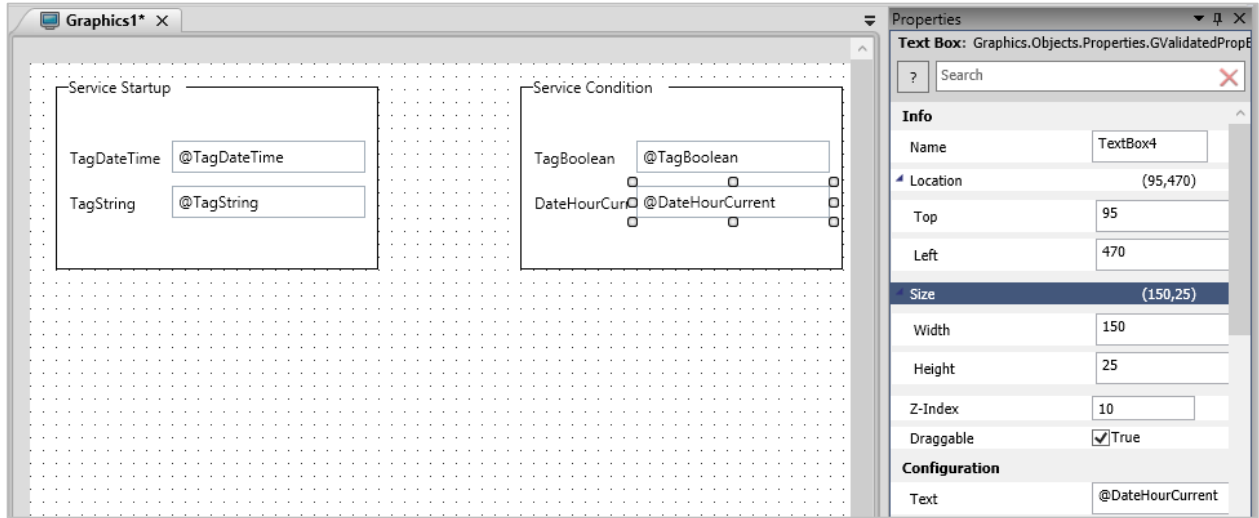 Graphics1*
Service Startup
TagDateTime @TagDateTime
TagString @TagString
Service Condition
TagBoolean @TagBoolean
DateHourCurr @DateHourCurrent
Properties
Text Box: Graphics.Objects.Properties.GValidatedPropE
? Search
Info
Name TextBox4
Location (95,470)
Top 95
Left 470
Size (150,25)
Width 150
Height 25
Z-Index 10
Draggable True
Configuration
Text @DateHourCurrent